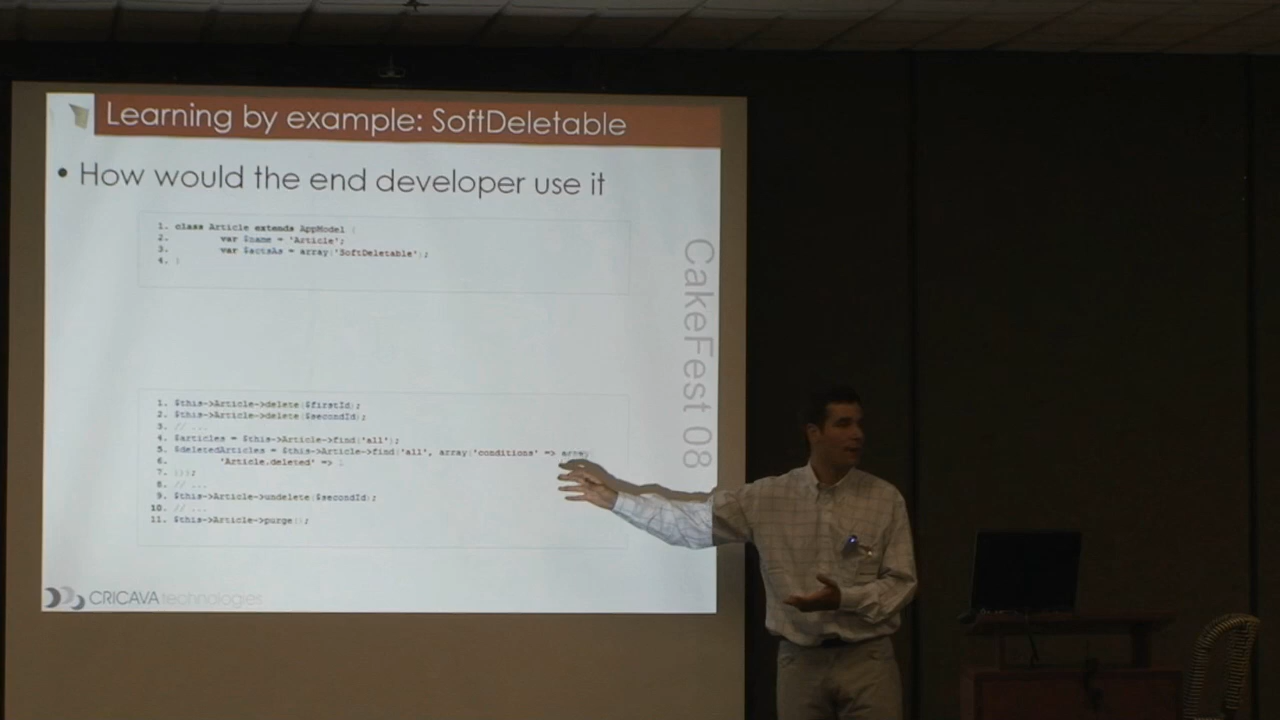 Learning by example: SoftDeletable
• How would the end developer use it
1. class Article extends AppModel {
2. var $name = 'Article';
3. var $actsAs = array('SoftDeletable');
4. }
1. $this->Article->delete($firstId);
2. $this->Article->delete($secondId);
3. // ...
4. $articles = $this->Article->find('all');
5. $deletedArticles = $this->Article->find('all', array('conditions' => array(
6. 'Article.deleted' => 1
7. )));
8. // ...
9. $this->Article->undelete($secondId);
10. // ...
11. $this->Article->purge();
CakeFest 08
CRICAVA technologies